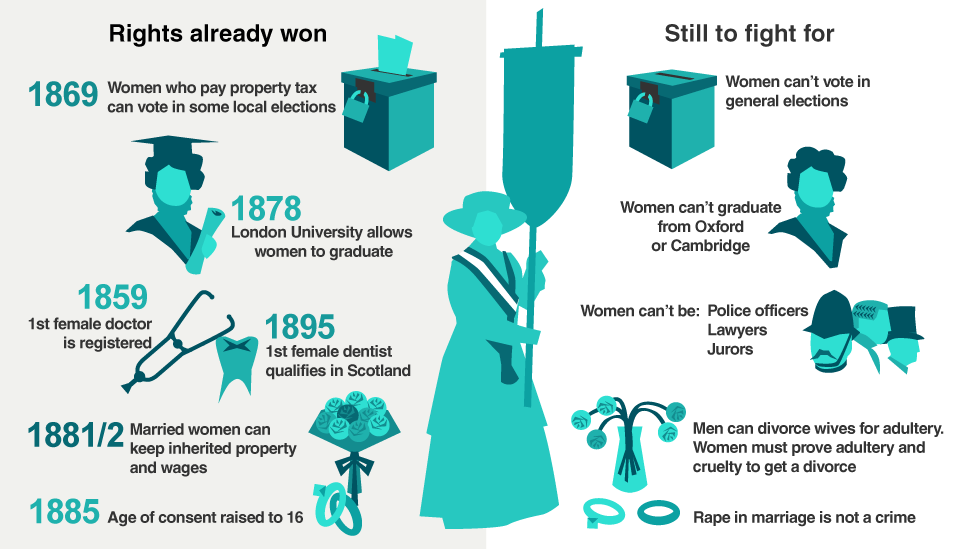 Rights already won
1869
Women who pay property tax
can vote in some local elections
1878
London University allows
women to graduate
1859
1st female doctor
is registered
1895
1st female dentist
qualifies in Scotland
1881/2
Married women can
keep inherited property
and wages
1885
Age of consent raised to 16
Still to fight for
Women can’t vote in
general elections
Women can’t graduate
from Oxford
or Cambridge
Women can’t be: Police officers
Lawyers
Jurors
Men can divorce wives for adultery.
Women must prove adultery and
cruelty to get a divorce
Rape in marriage is not a crime